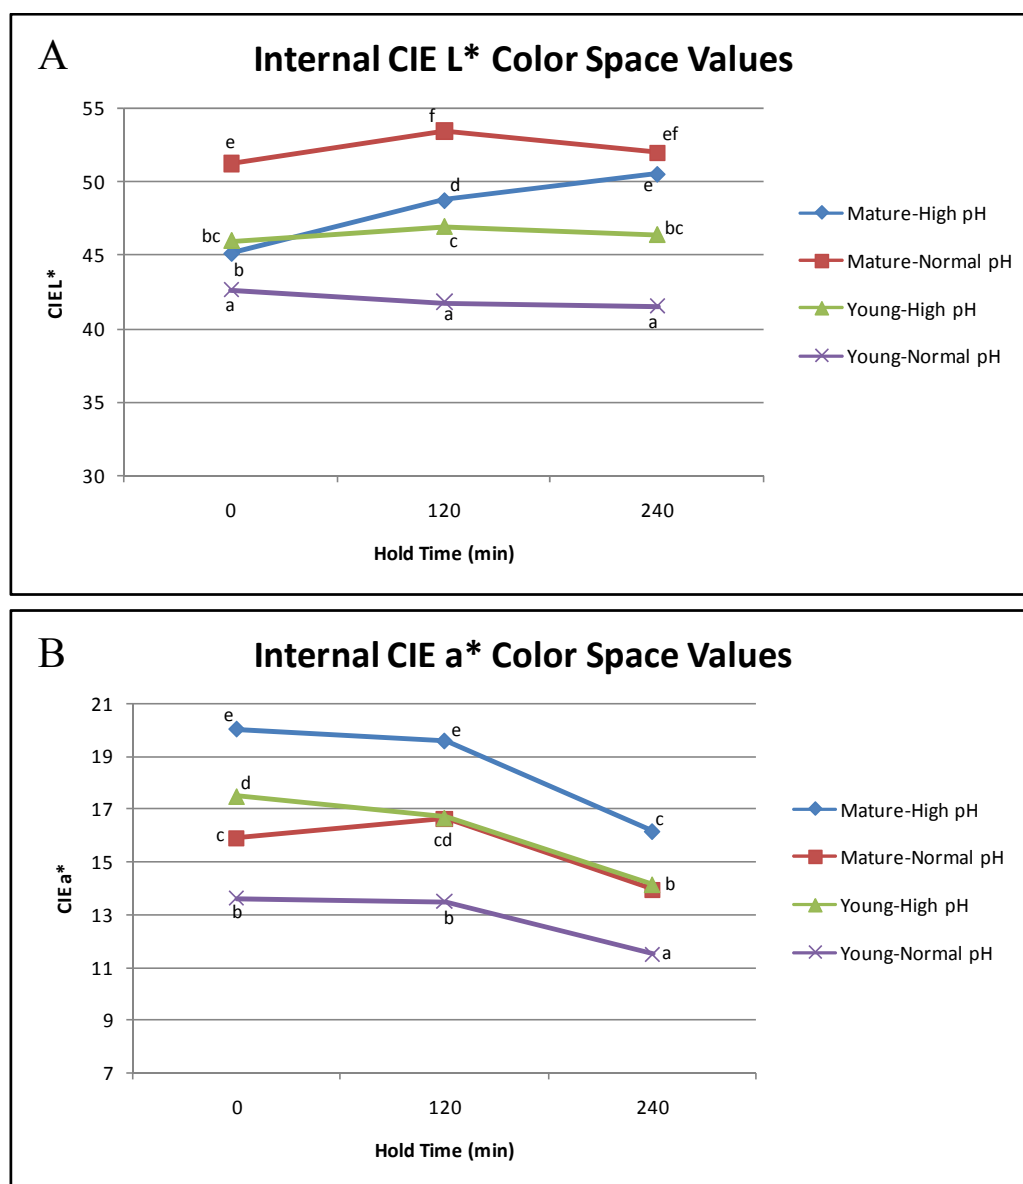 A
Internal CIE L* Color Space Values
55
50
45
40
35
30
CIE L*
e
f
ef
d
e
bc
b
c
bc
a
a
a
0 120 240
Hold Time (min)
Mature-High pH
Mature-Normal pH
Young-High pH
Young-Normal pH
B
Internal CIE a* Color Space Values
21
19
17
15
13
11
9
7
CIE a*
e
e
d
c
cd
c
b
b
b
a
0 120 240
Hold Time (min)
Mature-High pH
Mature-Normal pH
Young-High pH
Young-Normal pH